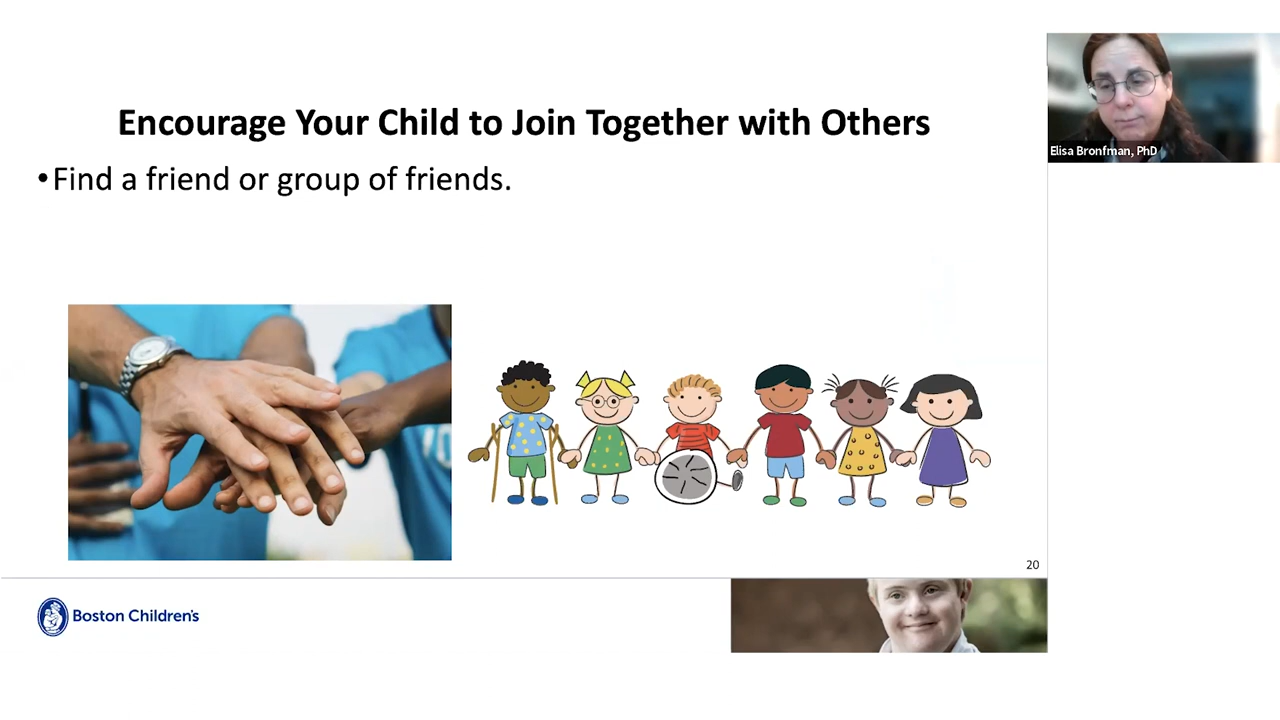 Encourage Your Child to Join Together with Others
•Find a friend or group of friends.
Elisa Bronfman, PhD
20
Boston Children's